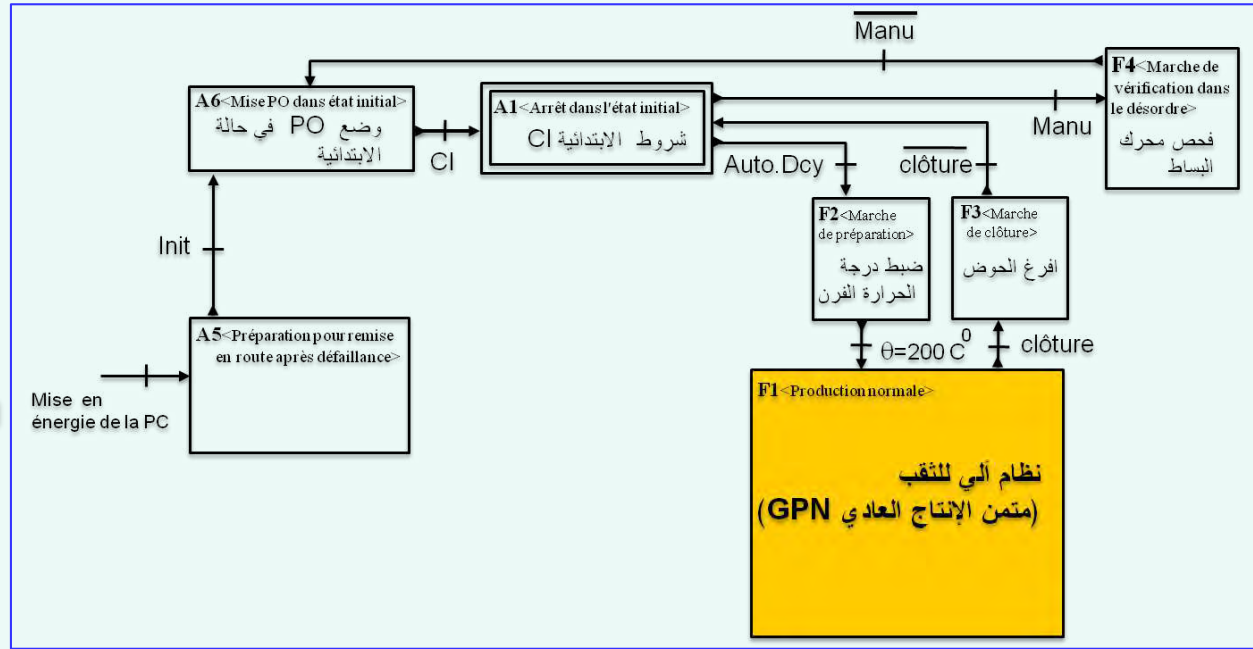 M̅a̅n̅u̅
A6<Mise PO dans état initial>
وضع PO في حالة
الابتدائية
CI
A1<Arrêt dans l'état initial>
شروط الابتدائية CI
Manu
F4<Marche de
vérification dans
le désordre>
فحص محرك
البساط
Auto.Dcy
c̅l̅ô̅t̅u̅r̅e̅
Init
F2<Marche
de préparation>
ضبط درجة
الحرارة الفرن
F3<Marche
de clôture>
افرغ الحوض
A5<Préparation pour remise
en route après défaillance>
θ=200 C⁰
clôture
Mise en
énergie de la PC
F1<Production normale>
نظام ألي للثقب
(متمن الإنتاج العادي GPN)